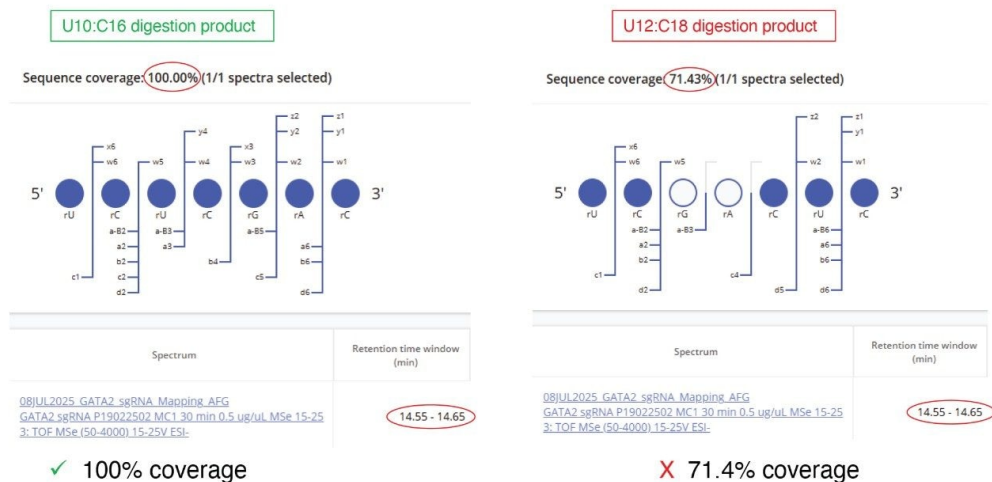 U10:C16 digestion product
Sequence coverage: 100.00% (1/1 spectra selected)
z2
z1
y4
y2
y1
x6
x3
w6
w5
w4
w3
w2
w1
5'
3'
rU
rC
rU
rC
rG
rA
rC
a-B2
a-B3
a-B5
a2
a3
a6
b2
b4
b6
c1
c2
c5
d2
d6
Spectrum
Retention time window
(min)
08JUL2025_GATA2_sgRNA_Mapping_AFG
GATA2 sgRNA P19022502 MC1 30 min 0.5 ug/uL MSe 15-25
3: TOF MSe (50-4000) 15-25V ESI-
14.55 - 14.65
✓ 100% coverage
U12:C18 digestion product
Sequence coverage: 71.43% (1/1 spectra selected)
z2
z1
y1
x6
w6
w5
w2
w1
5'
3'
rU
rC
rG
rA
rC
rU
rC
a-B2
a-B3
a-B6
a2
a6
b2
b6
c1
c4
d2
d5
d6
Spectrum
Retention time window
(min)
08JUL2025_GATA2_sgRNA_Mapping_AFG
GATA2 sgRNA P19022502 MC1 30 min 0.5 ug/uL MSe 15-25
3: TOF MSe (50-4000) 15-25V ESI-
14.55 - 14.65
X 71.4% coverage